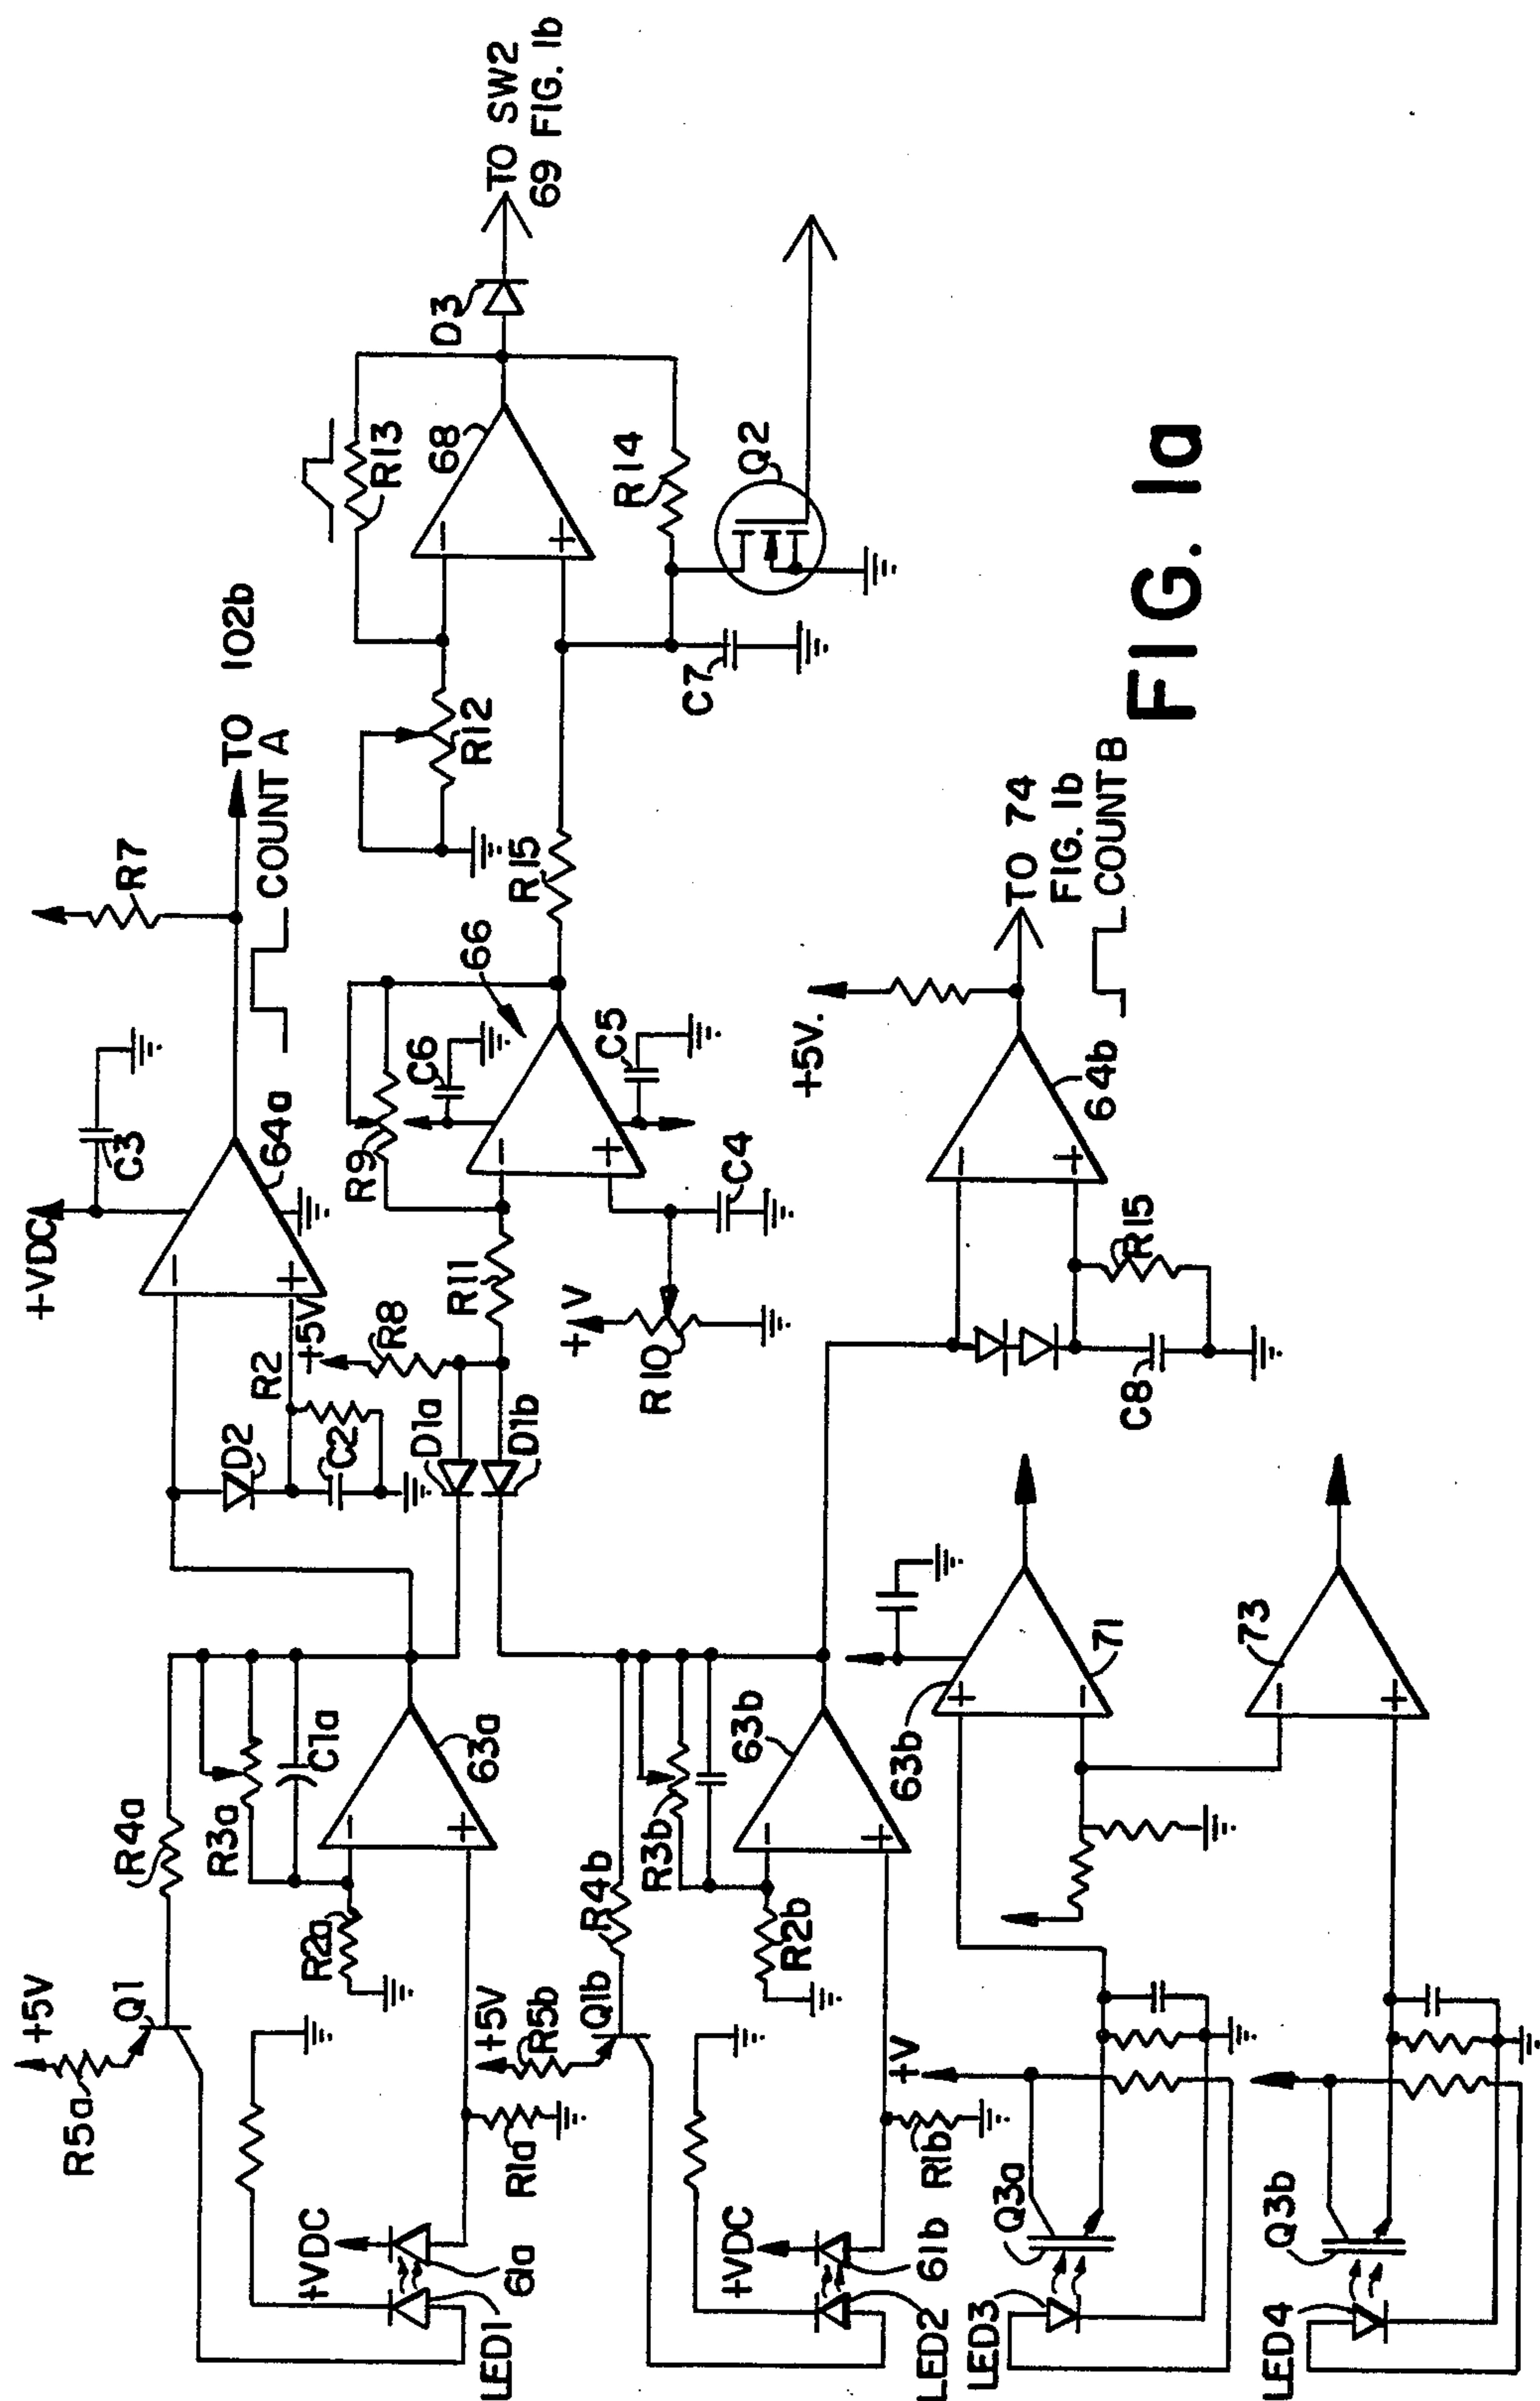 +5V
R5a
Q1
R4a
R3a
C1a
R2a
63a
+VDC
61a
LED1
R1a
+5V
R5b
Q1b
R4b
R3b
63b
R2b
+VDC
61b
LED2
R1b
+V
Q3a
LED3
Q3b
LED4
63b
71
73
+VDC
C3
64a
D2
R2
C2
+5V
R8
D1a
D1b
R7
TO 102b
COUNT A
R11
R9
C6
66
C5
C4
+V
R10
R15
R12
R13
68
R14
Q2
C7
D3
TO SW2
69 FIG. 1b
+5V.
64b
R15
C8
TO 74
FIG. 1b
COUNT B
FIG. 1a